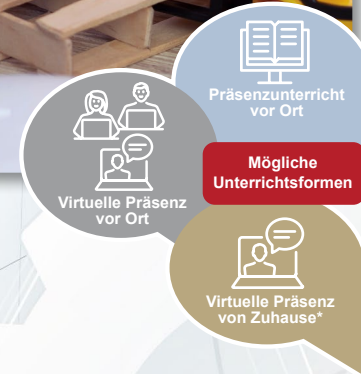 Präsenzunterricht
vor Ort
Mögliche
Unterrichtsformen
Virtuelle Präsenz
vor Ort
Virtuelle Präsenz
von Zuhause*